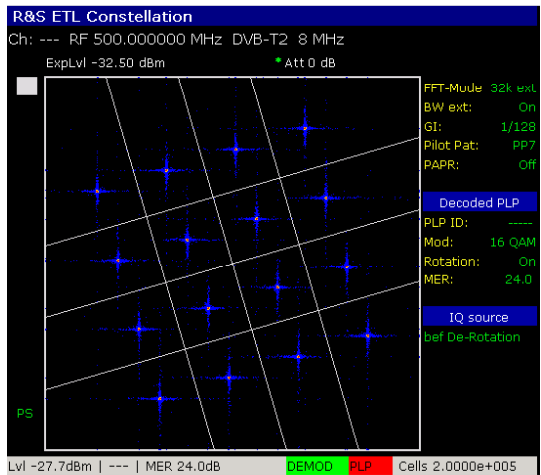 R&S ETL Constellation
Ch: --- RF 500.000000 MHz DVB-T2 8 MHz
ExpLvl -32.50 dBm * Att 0 dB
FFT-Mode 32k ext
BW ext: On
GI: 1/128
Pilot Pat: PP7
PAPR: Off
Decoded PLP
PLP ID: -----
Mod: 16 QAM
Rotation: On
MER: 24.0
IQ source
bef De-Rotation
PS
Lvl -27.7dBm | --- | MER 24.0dB DEMOD PLP Cells 2.0000e+005